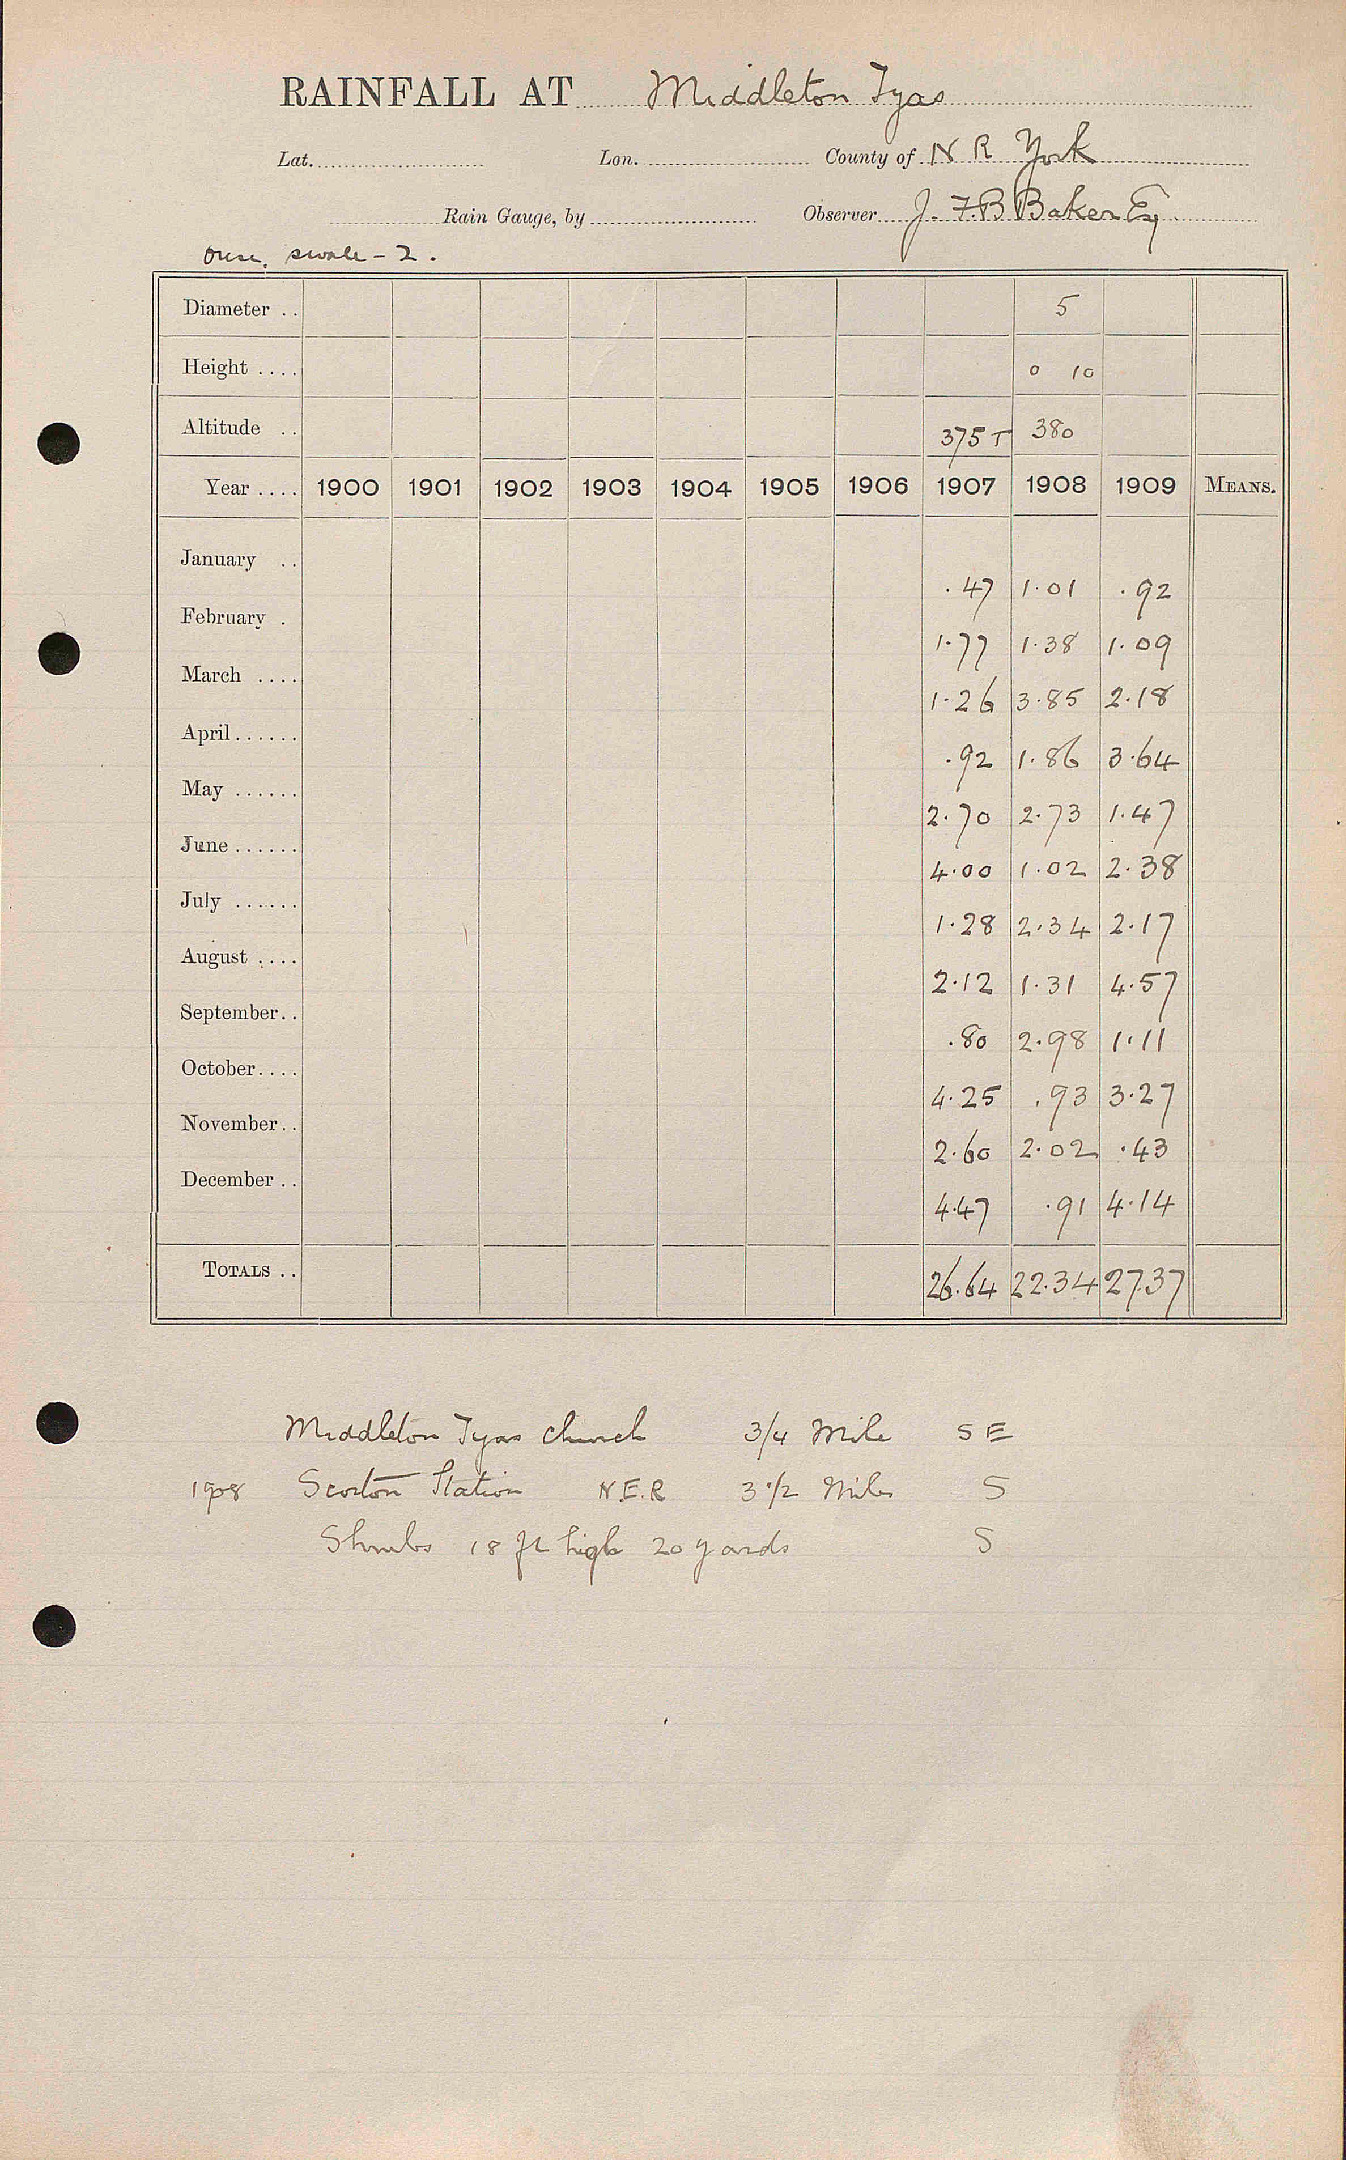 RAINFALL AT Middleton Tyas
Lat. Lon. County of N R York
Rain Gauge, by Observer J. F. B Baker Esq
Ouse, Swale - 2.
Diameter .. 5
Height .... 0 10
Altitude .. 375 T 380
Year .... 1900 1901 1902 1903 1904 1905 1906 1907 1908 1909 MEANS.
January .. .47 1.01 .92
February . 1.77 1.38 1.09
March .... 1.26 3.85 2.18
April ...... .92 1.86 3.64
May ...... 2.70 2.73 1.47
June ...... 4.00 1.02 2.38
July ...... 1.28 2.34 2.17
August .... 2.12 1.31 4.57
September.. .80 2.98 1.11
October.... 4.25 .93 3.27
November.. 2.60 2.02 .43
December .. 4.47 .91 4.14
TOTALS .. 26.64 22.34 27.37
Middleton Tyas Church 3/4 Mile S E
1908 Scorton Station N.E.R 3 1/2 Miles S
Shrubs 18 ft high 20 yards S